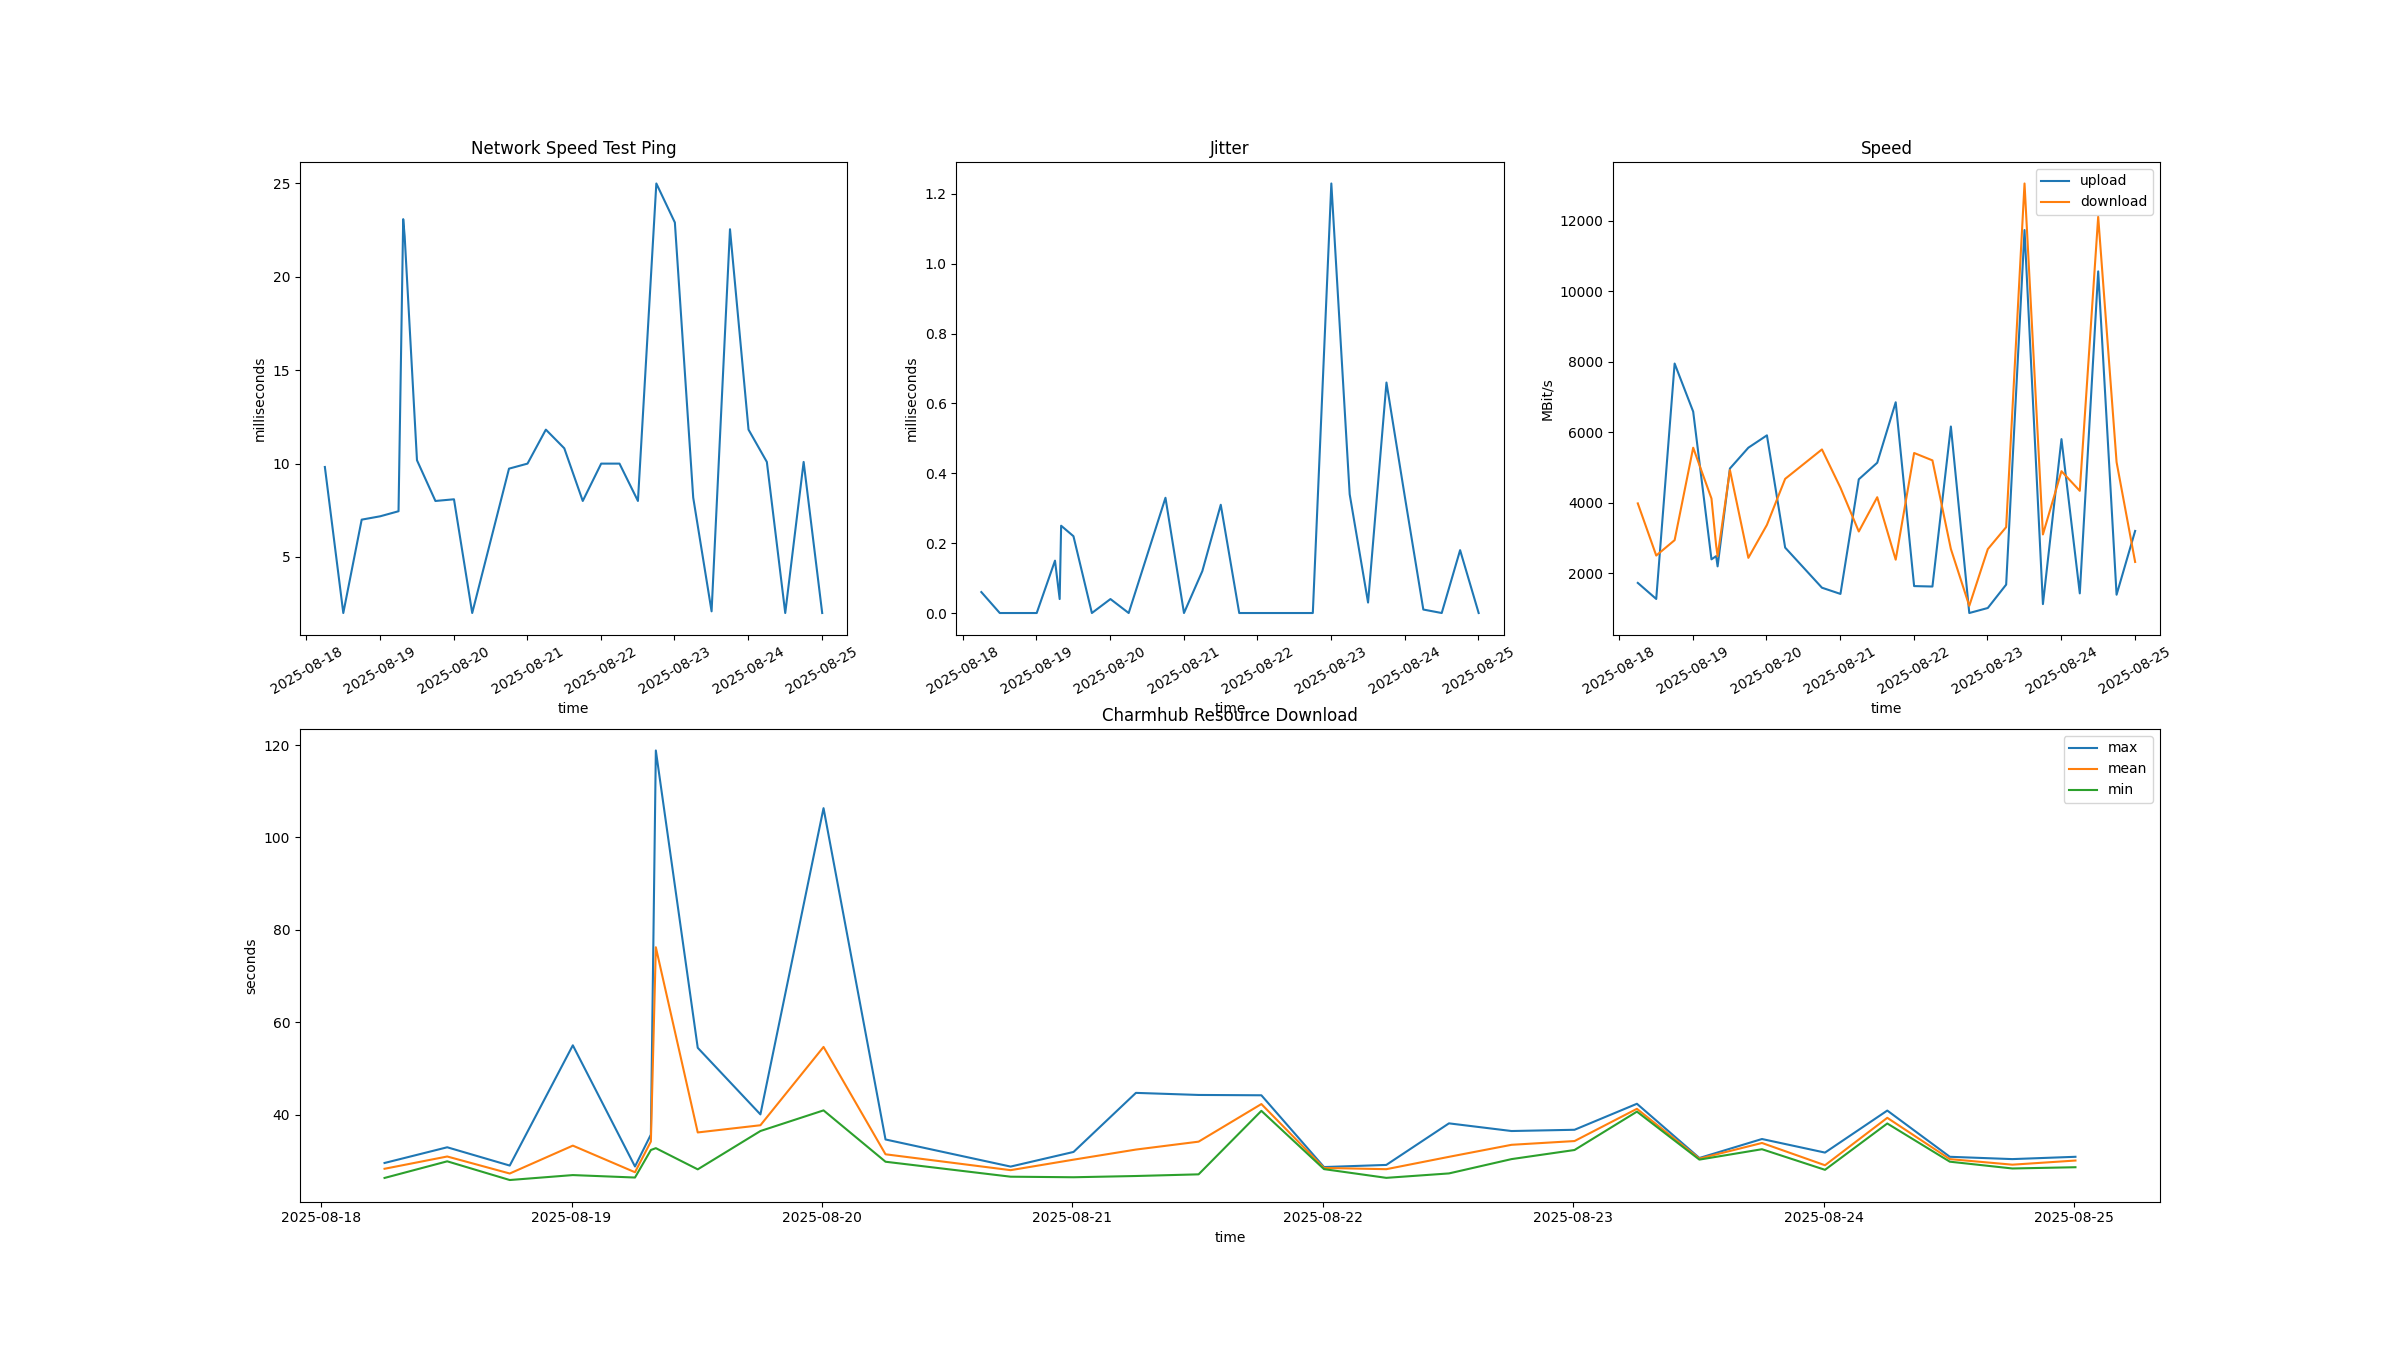 Network Speed Test Ping
milliseconds
25
20
15
10
5
2025-08-18 2025-08-19 2025-08-20 2025-08-21 2025-08-22 2025-08-23 2025-08-24 2025-08-25
time
Jitter
milliseconds
1.2
1.0
0.8
0.6
0.4
0.2
0.0
2025-08-18 2025-08-19 2025-08-20 2025-08-21 2025-08-22 2025-08-23 2025-08-24 2025-08-25
time
Speed
upload
download
MBit/s
12000
10000
8000
6000
4000
2000
2025-08-18 2025-08-19 2025-08-20 2025-08-21 2025-08-22 2025-08-23 2025-08-24 2025-08-25
time
Charmhub Resource Download
max
mean
min
seconds
120
100
80
60
40
2025-08-18 2025-08-19 2025-08-20 2025-08-21 2025-08-22 2025-08-23 2025-08-24 2025-08-25
time